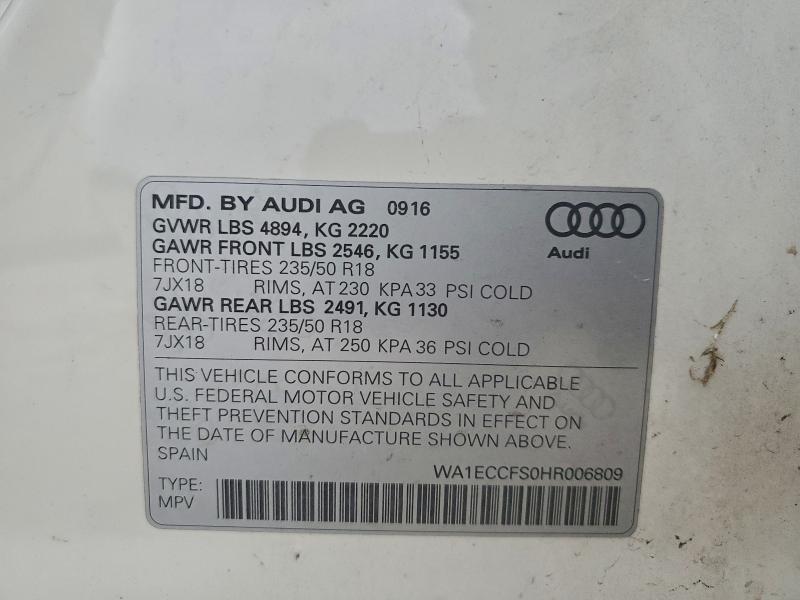 MFD. BY AUDI AG 0916
GVWR LBS 4894, KG 2220
GAWR FRONT LBS 2546, KG 1155
FRONT-TIRES 235/50 R18
7JX18 RIMS, AT 230 KPA 33 PSI COLD
GAWR REAR LBS 2491, KG 1130
REAR-TIRES 235/50 R18
7JX18 RIMS, AT 250 KPA 36 PSI COLD
Audi
THIS VEHICLE CONFORMS TO ALL APPLICABLE
U.S. FEDERAL MOTOR VEHICLE SAFETY AND
THEFT PREVENTION STANDARDS IN EFFECT ON
THE DATE OF MANUFACTURE SHOWN ABOVE.
SPAIN
WA1ECCFS0HR006809
TYPE:
MPV